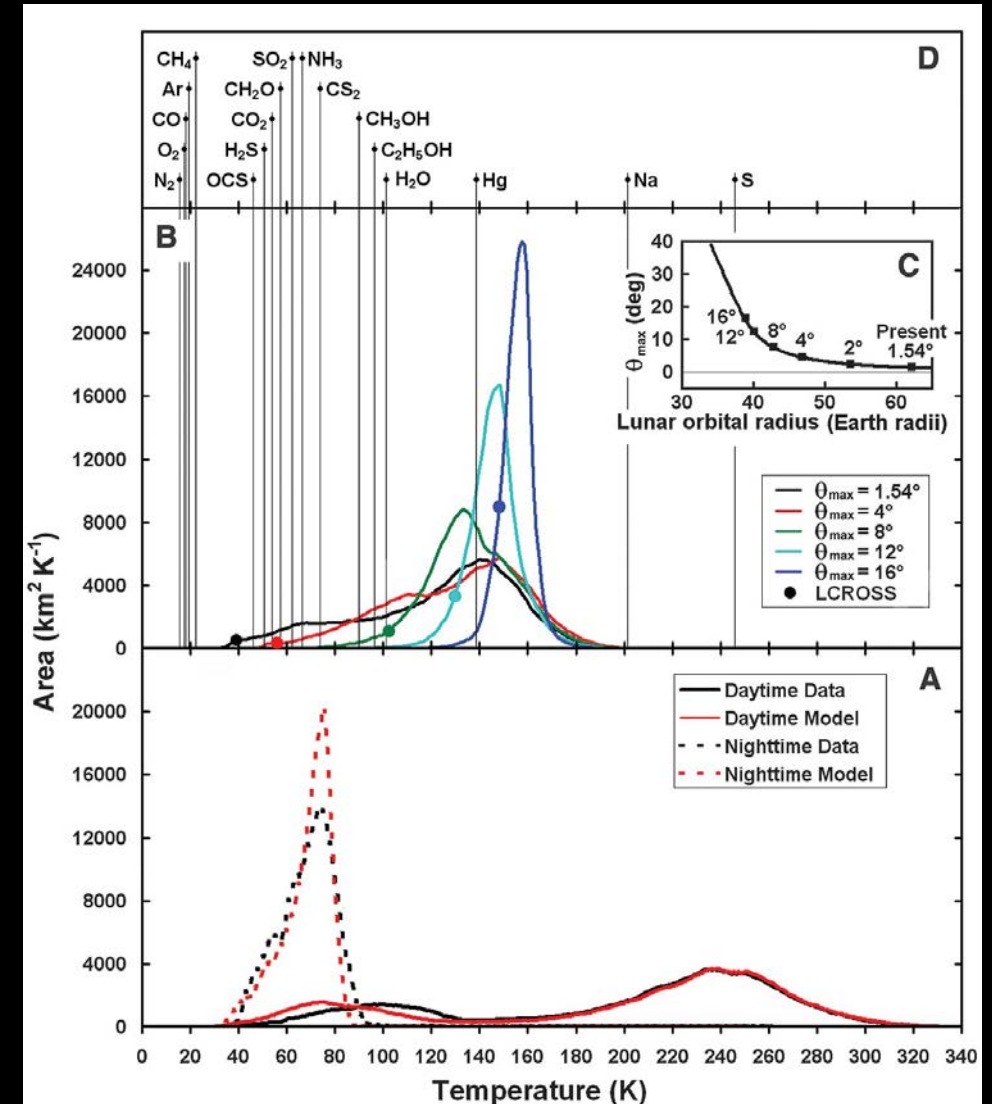 D
CH₄ SO₂ NH₃
Ar CH₂O CS₂
CO CO₂ CH₃OH
O₂ H₂S C₂H₅OH
N₂ OCS H₂O Hg Na S
B
24000
20000
16000
12000
8000
4000
0
C
40
30
20
10
0
θmax (deg)
16°
12°
8°
4°
2°
Present
1.54°
30 40 50 60
Lunar orbital radius (Earth radii)
θmax = 1.54°
θmax = 4°
θmax = 8°
θmax = 12°
θmax = 16°
LCROSS
Area (km² K⁻¹)
A
20000
16000
12000
8000
4000
0
Daytime Data
Daytime Model
Nighttime Data
Nighttime Model
0 20 40 60 80 100 120 140 160 180 200 220 240 260 280 300 320 340
Temperature (K)